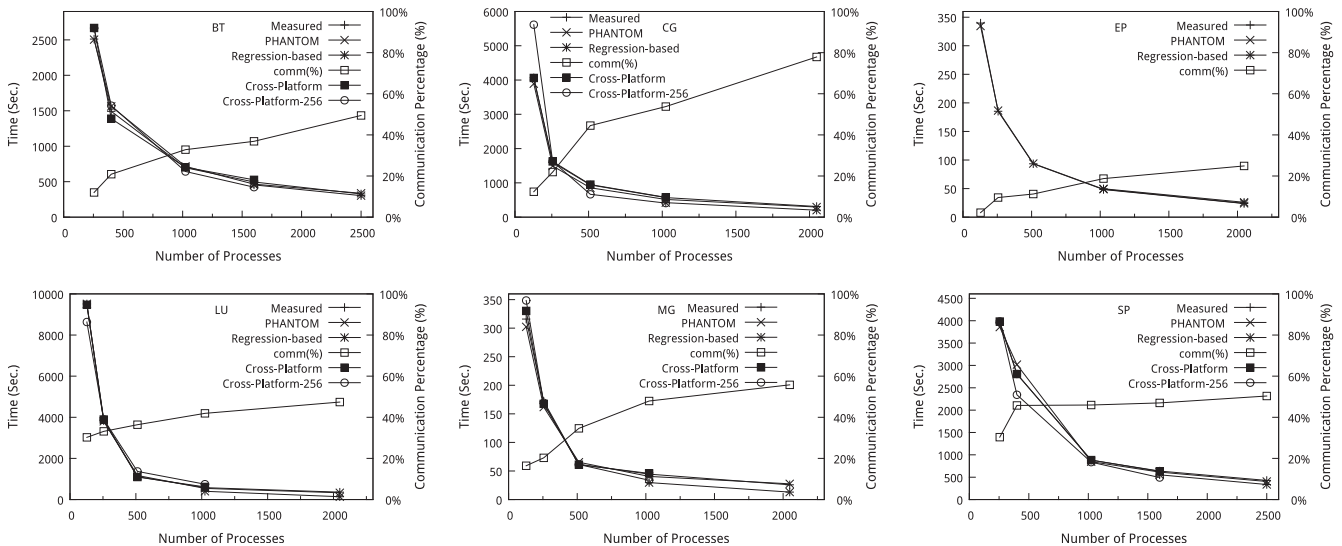 BT
Measured
PHANTOM
Regression-based
comm(%)
Cross-Platform
Cross-Platform-256
Time (Sec.)
0
500
1000
1500
2000
2500
0%
20%
40%
60%
80%
100%
Communication Percentage (%)
0 500 1000 1500 2000 2500
Number of Processes
CG
Measured
PHANTOM
Regression-based
comm(%)
Cross-Platform
Cross-Platform-256
Time (Sec.)
0
1000
2000
3000
4000
5000
6000
0%
20%
40%
60%
80%
100%
Communication Percentage (%)
0 500 1000 1500 2000
Number of Processes
EP
Measured
PHANTOM
Regression-based
comm(%)
Time (Sec.)
0
50
100
150
200
250
300
350
0%
20%
40%
60%
80%
100%
Communication Percentage (%)
0 500 1000 1500 2000
Number of Processes
LU
Measured
PHANTOM
Regression-based
comm(%)
Cross-Platform
Cross-Platform-256
Time (Sec.)
0
2000
4000
6000
8000
10000
0%
20%
40%
60%
80%
100%
Communication Percentage (%)
0 500 1000 1500 2000
Number of Processes
MG
Measured
PHANTOM
Regression-based
comm(%)
Cross-Platform
Cross-Platform-256
Time (Sec.)
0
50
100
150
200
250
300
350
0%
20%
40%
60%
80%
100%
Communication Percentage (%)
0 500 1000 1500 2000
Number of Processes
SP
Measured
PHANTOM
Regression-based
comm(%)
Cross-Platform
Cross-Platform-256
Time (Sec.)
0
500
1000
1500
2000
2500
3000
3500
4000
4500
0%
20%
40%
60%
80%
100%
Communication Percentage (%)
0 500 1000 1500 2000 2500
Number of Processes